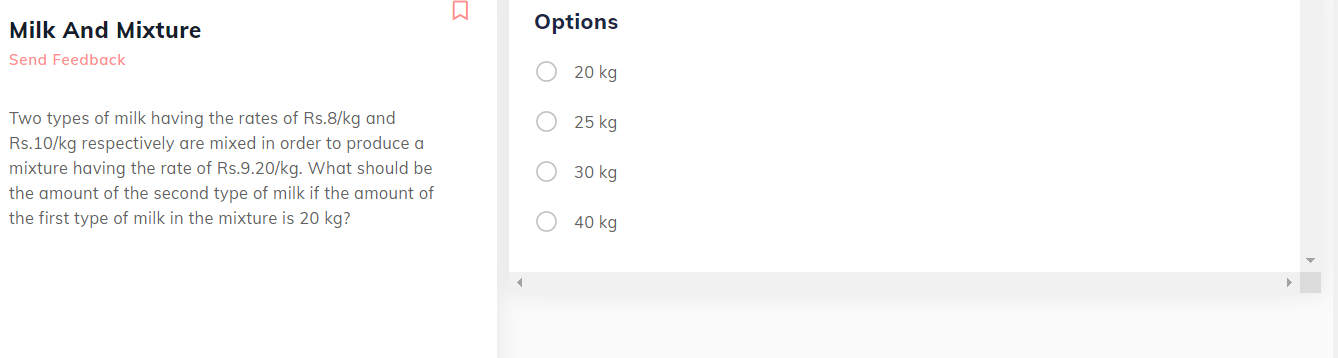 Milk And Mixture
Send Feedback
Two types of milk having the rates of Rs.8/kg and
Rs.10/kg respectively are mixed in order to produce a
mixture having the rate of Rs.9.20/kg. What should be
the amount of the second type of milk if the amount of
the first type of milk in the mixture is 20 kg?
Options
20 kg
25 kg
30 kg
40 kg